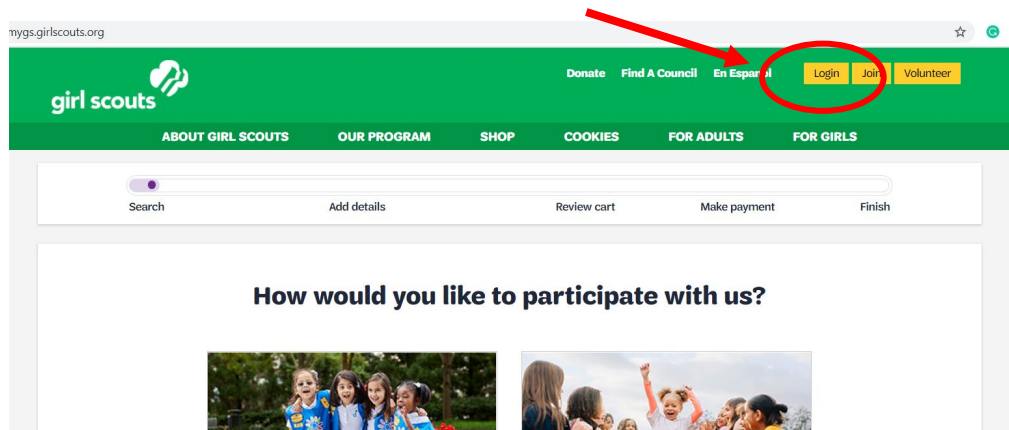 mygs.girlscouts.org
Donate Find A Council En Espanol Login Join Volunteer
girl scouts
ABOUT GIRL SCOUTS OUR PROGRAM SHOP COOKIES FOR ADULTS FOR GIRLS
Search Add details Review cart Make payment Finish
How would you like to participate with us?